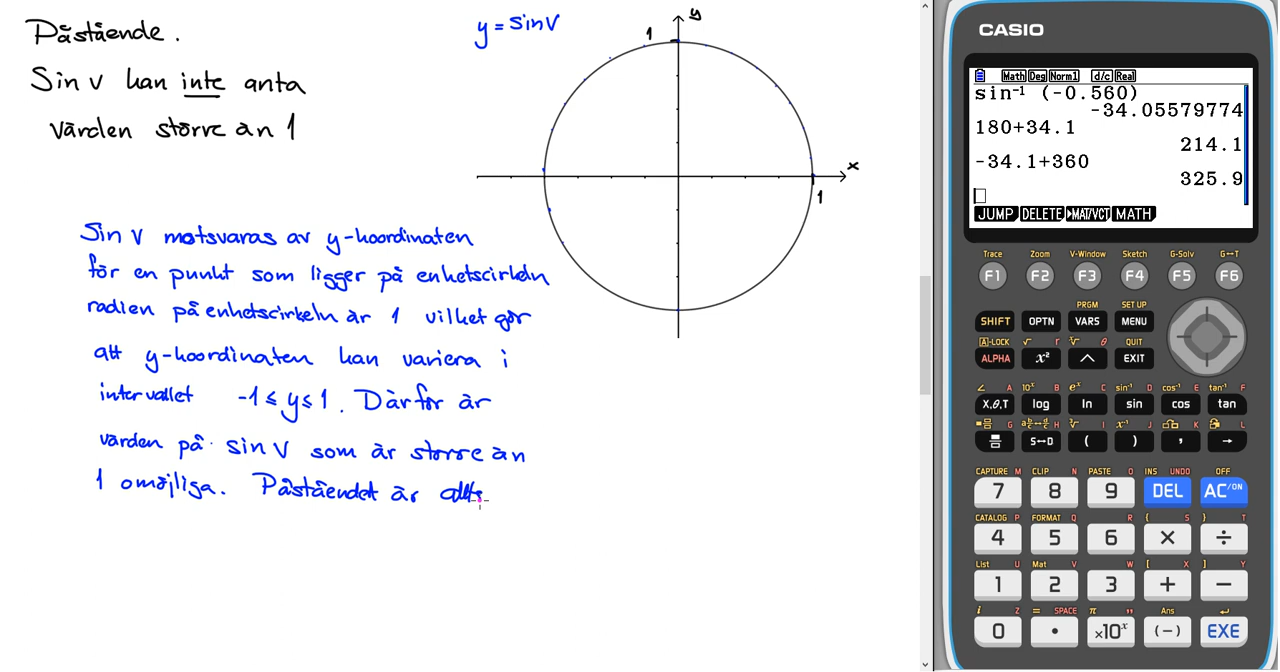 Påstående.
Sin v kan inte anta
värden större än 1
y = sin v
1
y
x
1
Sin v motsvaras av y-koordinaten
för en punkt som ligger på enhetscirkeln
radien på enhetscirkeln är 1 vilket gör
att y-koordinaten kan variera i
intervallet -1 ≤ y ≤ 1. Därför är
värden på sin v som är större än
1 omöjliga. Påståendet är alltså
CASIO
Math Deg Norm1 d/c Real
sin⁻¹ (-0.560)
-34.05579774
180+34.1
214.1
-34.1+360
325.9
JUMP DELETE ▶MAT/VCT MATH
Trace Zoom V-Window Sketch G-Solv G↔T
F1 F2 F3 F4 F5 F6
PRGM SET UP
SHIFT OPTN VARS MENU
A-LOCK √ r ˣ√ θ QUIT
ALPHA x² ^ EXIT
∠ A 10ˣ B eˣ C sin⁻¹ D cos⁻¹ E tan⁻¹ F
X,θ,T log ln sin cos tan
G H ³√ I x⁻¹ J K L
S↔D ( ) , →
CAPTURE M CLIP N PASTE O INS UNDO OFF
7 8 9 DEL AC/ON
CATALOG P FORMAT Q R { S } T
4 5 6 × ÷
List U Mat V W [ X ] Y
1 2 3 + −
i Z = SPACE π " Ans ↵
0 . ×10ˣ (−) EXE